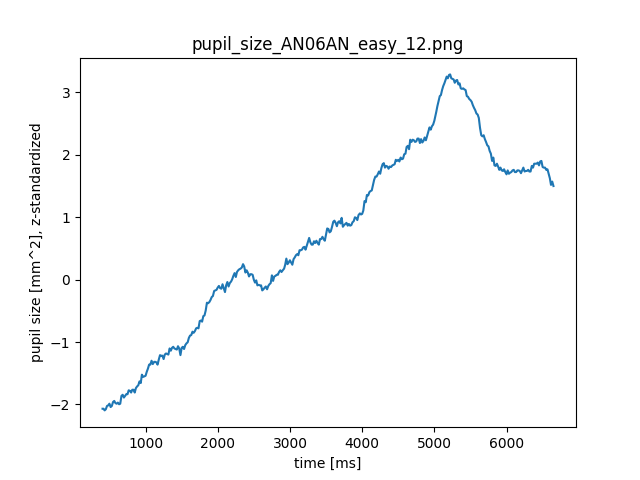 pupil_size_AN06AN_easy_12.png
pupil size [mm^2], z-standardized
3
2
1
0
−1
−2
1000 2000 3000 4000 5000 6000
time [ms]